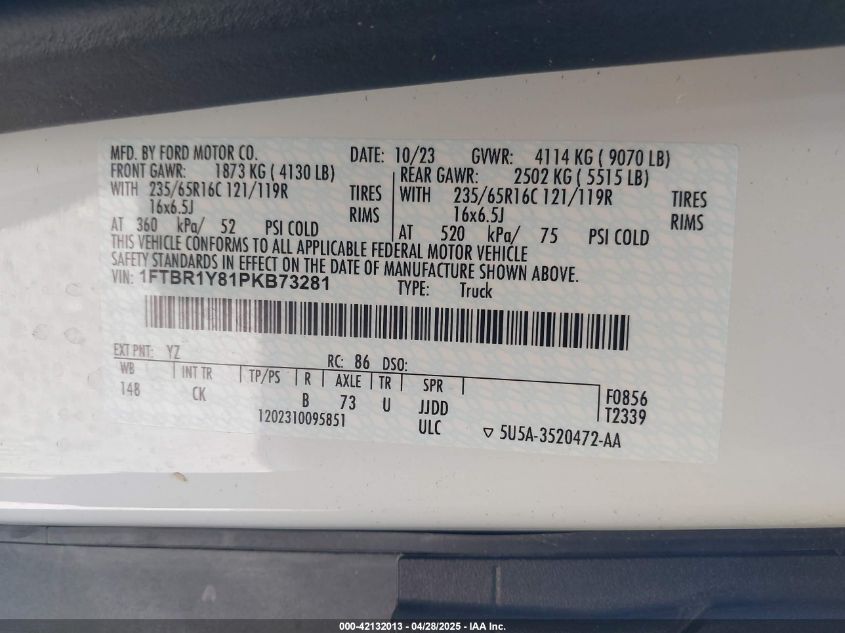 MFD. BY FORD MOTOR CO. DATE: 10/23 GVWR: 4114 KG ( 9070 LB)
FRONT GAWR: 1873 KG ( 4130 LB) REAR GAWR: 2502 KG ( 5515 LB)
WITH 235/65R16C 121/119R TIRES WITH 235/65R16C 121/119R TIRES
16x6.5J RIMS 16x6.5J RIMS
AT 360 kPa/ 52 PSI COLD AT 520 kPa/ 75 PSI COLD
THIS VEHICLE CONFORMS TO ALL APPLICABLE FEDERAL MOTOR VEHICLE
SAFETY STANDARDS IN EFFECT ON THE DATE OF MANUFACTURE SHOWN ABOVE.
VIN: 1FTBR1Y81PKB73281 TYPE: Truck
EXT PNT: YZ RC: 86 DSO:
WB INT TR TP/PS R AXLE TR SPR F0856
148 CK B 73 U JJDD T2339
1202310095851 ULC ▽ 5U5A-3520472-AA
000-42132013 / 04/28/2025 - IAA Inc.